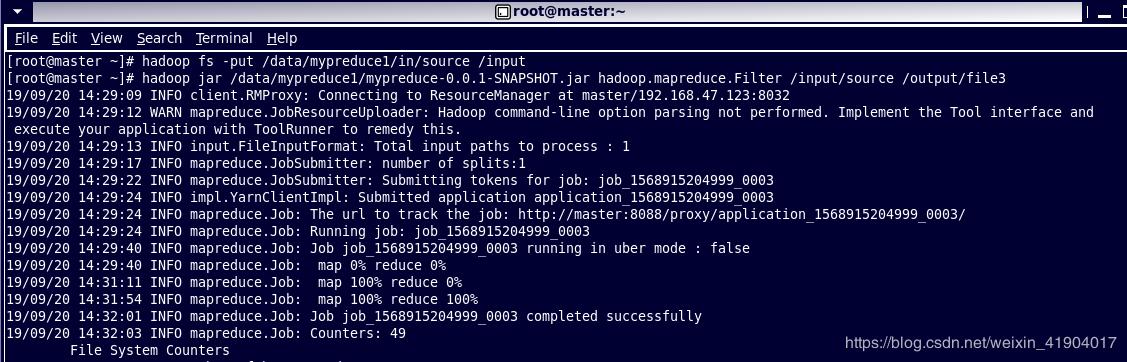 root@master:~
File Edit View Search Terminal Help
[root@master ~]# hadoop fs -put /data/mypreduce1/in/source /input
[root@master ~]# hadoop jar /data/mypreduce1/mypreduce-0.0.1-SNAPSHOT.jar hadoop.mapreduce.Filter /input/source /output/file3
19/09/20 14:29:09 INFO client.RMProxy: Connecting to ResourceManager at master/192.168.47.123:8032
19/09/20 14:29:12 WARN mapreduce.JobResourceUploader: Hadoop command-line option parsing not performed. Implement the Tool interface and
execute your application with ToolRunner to remedy this.
19/09/20 14:29:13 INFO input.FileInputFormat: Total input paths to process : 1
19/09/20 14:29:17 INFO mapreduce.JobSubmitter: number of splits:1
19/09/20 14:29:22 INFO mapreduce.JobSubmitter: Submitting tokens for job: job_1568915204999_0003
19/09/20 14:29:24 INFO impl.YarnClientImpl: Submitted application application_1568915204999_0003
19/09/20 14:29:24 INFO mapreduce.Job: The url to track the job: http://master:8088/proxy/application_1568915204999_0003/
19/09/20 14:29:24 INFO mapreduce.Job: Running job: job_1568915204999_0003
19/09/20 14:29:40 INFO mapreduce.Job: Job job_1568915204999_0003 running in uber mode : false
19/09/20 14:29:40 INFO mapreduce.Job:  map 0% reduce 0%
19/09/20 14:31:11 INFO mapreduce.Job:  map 100% reduce 0%
19/09/20 14:31:54 INFO mapreduce.Job:  map 100% reduce 100%
19/09/20 14:32:01 INFO mapreduce.Job: Job job_1568915204999_0003 completed successfully
19/09/20 14:32:03 INFO mapreduce.Job: Counters: 49
File System Counters
https://blog.csdn.net/weixin_41904017